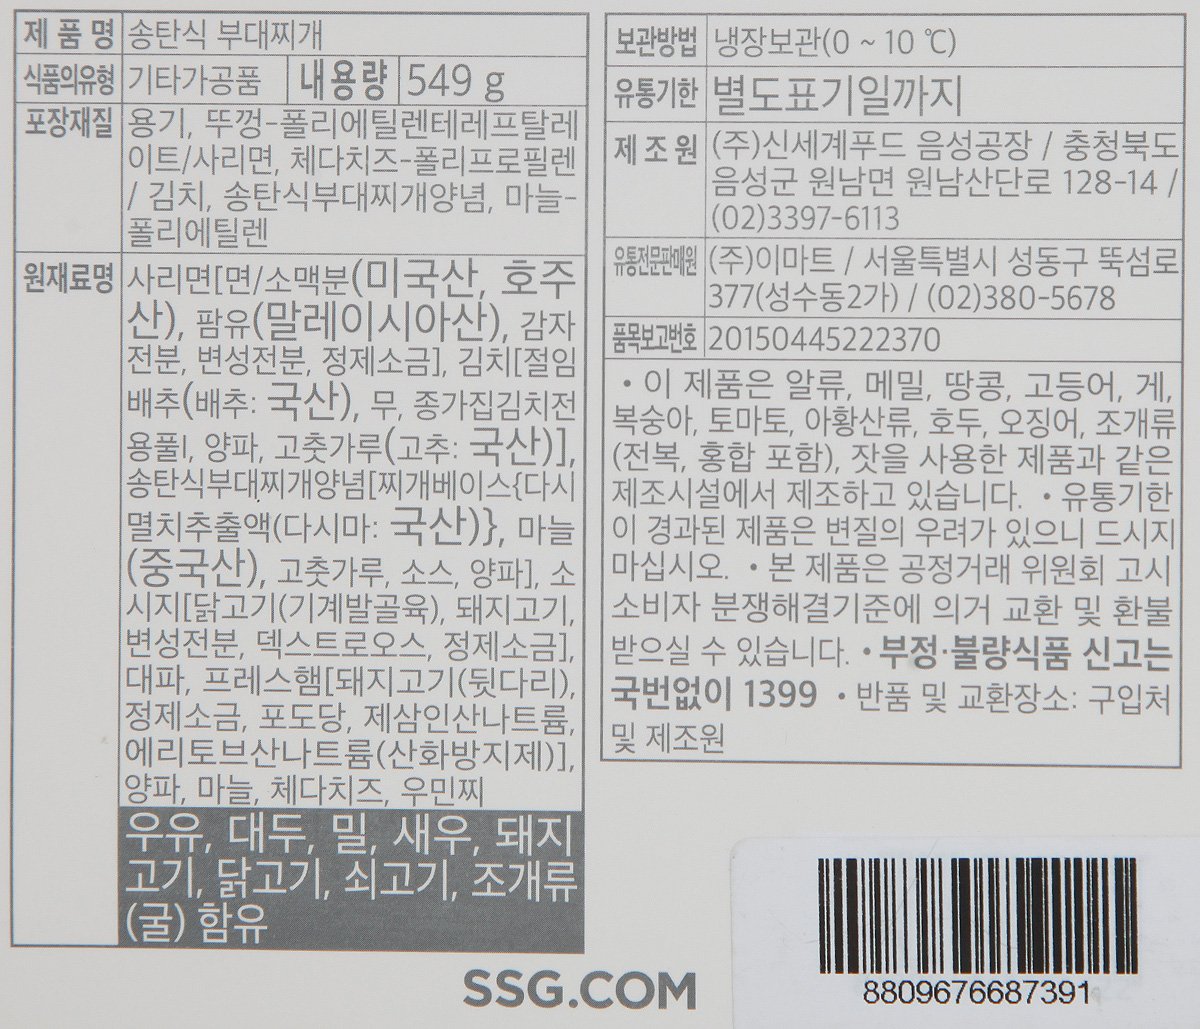 제 품 명 송탄식 부대찌개
식품의유형 기타가공품 내용량 549 g
포장재질 용기, 뚜껑-폴리에틸렌테레프탈레
이트/사리면, 체다치즈-폴리프로필렌
/ 김치, 송탄식부대찌개양념, 마늘-
폴리에틸렌
원재료명 사리면[면/소맥분(미국산, 호주
산), 팜유(말레이시아산), 감자
전분, 변성전분, 정제소금], 김치[절임
배추(배추: 국산), 무, 종가집김치전
용풀I, 양파, 고춧가루(고추: 국산)],
송탄식부대찌개양념[찌개베이스{다시
멸치추출액(다시마: 국산)}, 마늘
(중국산), 고춧가루, 소스, 양파], 소
시지[닭고기(기계발골육), 돼지고기,
변성전분, 덱스트로오스, 정제소금],
대파, 프레스햄[돼지고기(뒷다리),
정제소금, 포도당, 제삼인산나트륨,
에리토브산나트륨(산화방지제)],
양파, 마늘, 체다치즈, 우민찌
우유, 대두, 밀, 새우, 돼지
고기, 닭고기, 쇠고기, 조개류
(굴) 함유
보관방법 냉장보관(0 ~ 10 ℃)
유통기한 별도표기일까지
제 조 원 (주)신세계푸드 음성공장 / 충청북도
음성군 원남면 원남산단로 128-14 /
(02)3397-6113
유통전문판매원 (주)이마트 / 서울특별시 성동구 뚝섬로
377(성수동2가) / (02)380-5678
품목보고번호 20150445222370
• 이 제품은 알류, 메밀, 땅콩, 고등어, 게,
복숭아, 토마토, 아황산류, 호두, 오징어, 조개류
(전복, 홍합 포함), 잣을 사용한 제품과 같은
제조시설에서 제조하고 있습니다. • 유통기한
이 경과된 제품은 변질의 우려가 있으니 드시지
마십시오. • 본 제품은 공정거래 위원회 고시
소비자 분쟁해결기준에 의거 교환 및 환불
받으실 수 있습니다. • 부정·불량식품 신고는
국번없이 1399 • 반품 및 교환장소: 구입처
및 제조원
SSG.COM
8809676687391